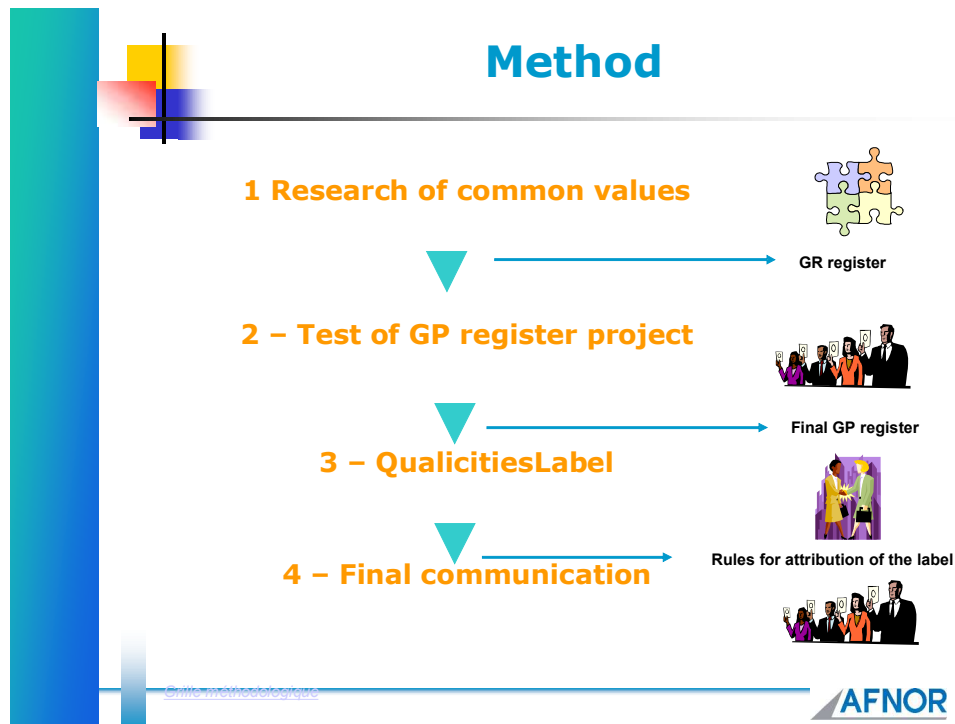 Method
1 Research of common values
GR register
2 – Test of GP register project
Final GP register
3 – QualicitiesLabel
Rules for attribution of the label
4 – Final communication
Grille méthodologique
AFNOR